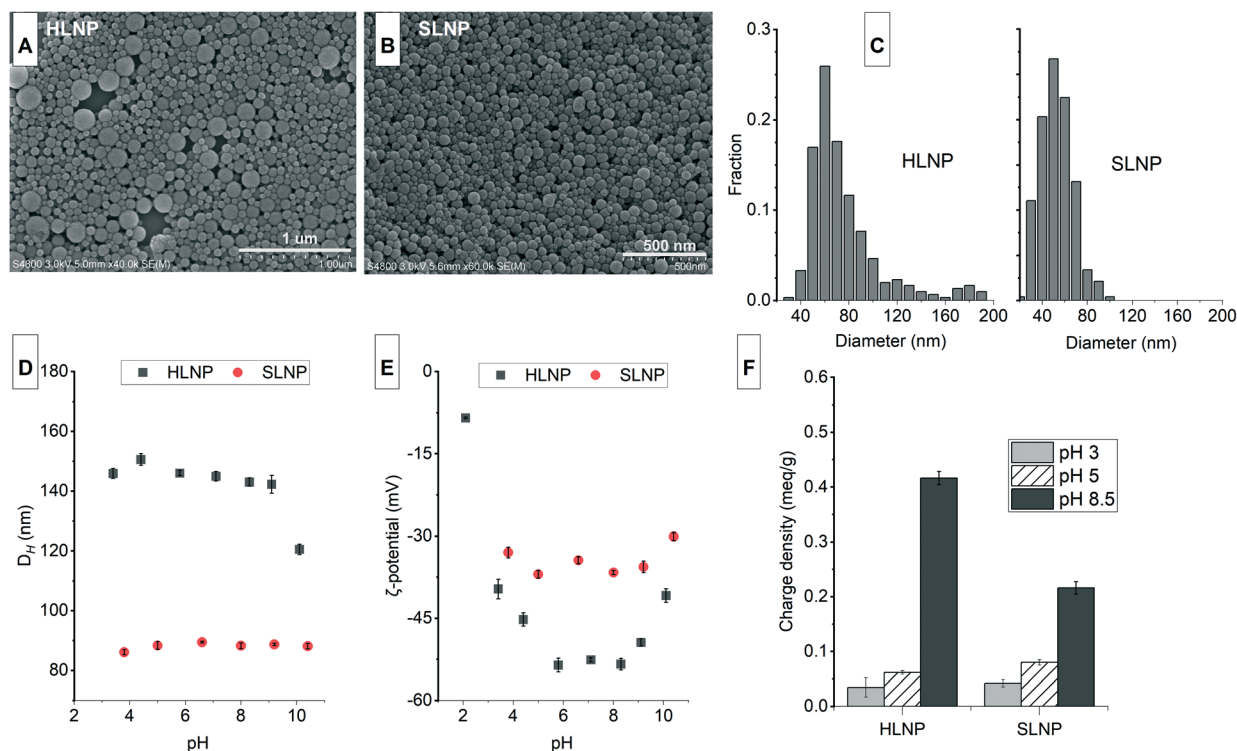 A
HLNP
1 um
S4800 3.0kV 5.0mm x40.0k SE(M)
1.00um
B
SLNP
500 nm
S4800 3.0kV 5.6mm x60.0k SE(M)
500nm
C
0.3
0.2
0.1
0.0
Fraction
HLNP
SLNP
40 80 120 160 200
40 80 120 160 200
Diameter (nm)
Diameter (nm)
D
HLNP SLNP
180
160
140
120
100
80
D_H (nm)
2 4 6 8 10
pH
E
HLNP SLNP
0
-15
-30
-45
-60
ζ-potential (mV)
2 4 6 8 10
pH
F
0.6
0.5
0.4
0.3
0.2
0.1
0.0
Charge density (meq/g)
pH 3
pH 5
pH 8.5
HLNP SLNP